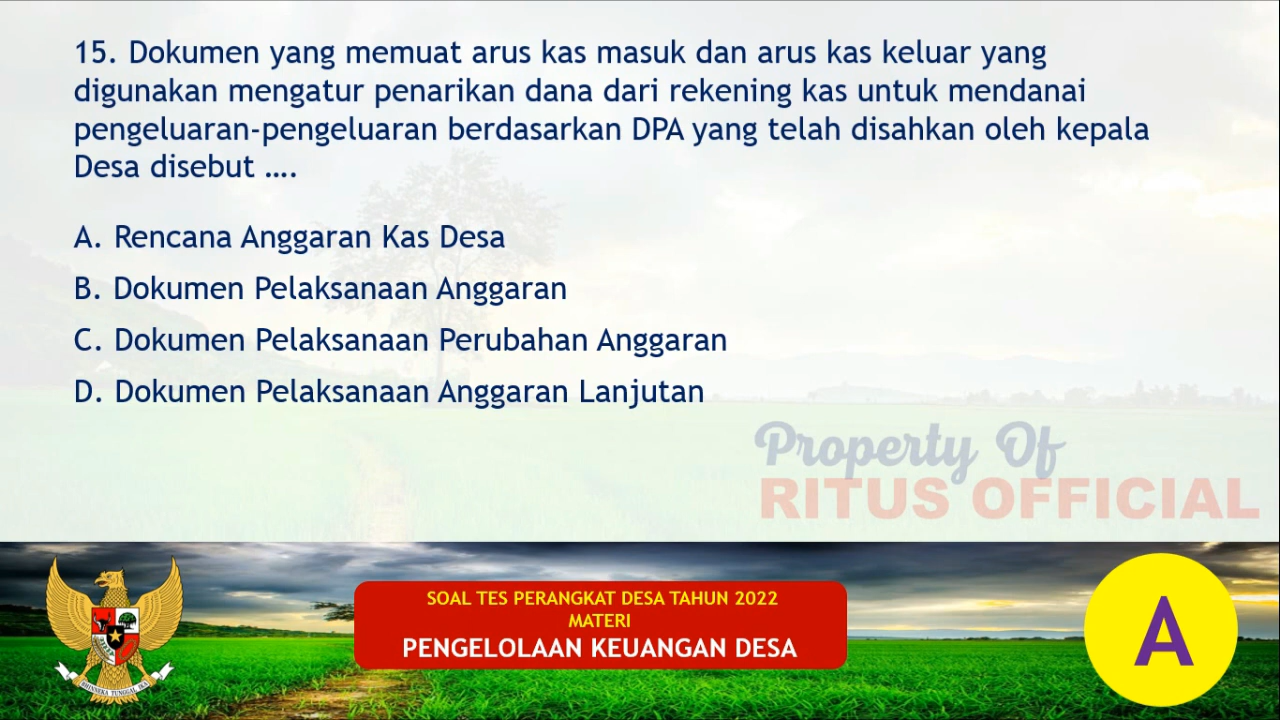 15. Dokumen yang memuat arus kas masuk dan arus kas keluar yang
digunakan mengatur penarikan dana dari rekening kas untuk mendanai
pengeluaran-pengeluaran berdasarkan DPA yang telah disahkan oleh kepala
Desa disebut ....
A. Rencana Anggaran Kas Desa
B. Dokumen Pelaksanaan Anggaran
C. Dokumen Pelaksanaan Perubahan Anggaran
D. Dokumen Pelaksanaan Anggaran Lanjutan
Property Of
RITUS OFFICIAL
BHINNEKA TUNGGAL IKA
SOAL TES PERANGKAT DESA TAHUN 2022
MATERI
PENGELOLAAN KEUANGAN DESA
A